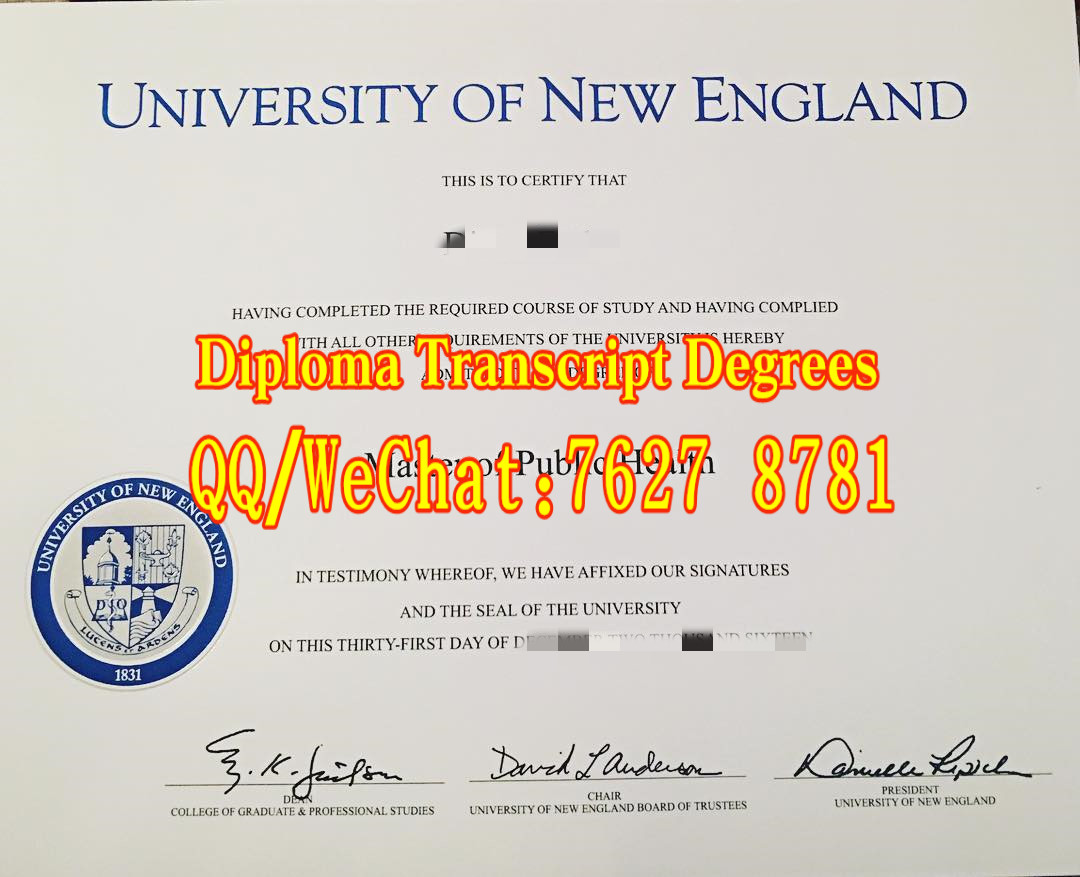 UNIVERSITY OF NEW ENGLAND
THIS IS TO CERTIFY THAT
HAVING COMPLETED THE REQUIRED COURSE OF STUDY AND HAVING COMPLIED
WITH ALL OTHER REQUIREMENTS OF THE UNIVERSITY IS HEREBY
Diploma Transcript Degrees
Master of Public Health
QQ/WeChat:7627 8781
UNIVERSITY OF NEW ENGLAND
LUCENS ET ARDENS
1831
IN TESTIMONY WHEREOF, WE HAVE AFFIXED OUR SIGNATURES
AND THE SEAL OF THE UNIVERSITY
ON THIS THIRTY-FIRST DAY OF
David L Anderson
DEAN
COLLEGE OF GRADUATE & PROFESSIONAL STUDIES
CHAIR
UNIVERSITY OF NEW ENGLAND BOARD OF TRUSTEES
PRESIDENT
UNIVERSITY OF NEW ENGLAND